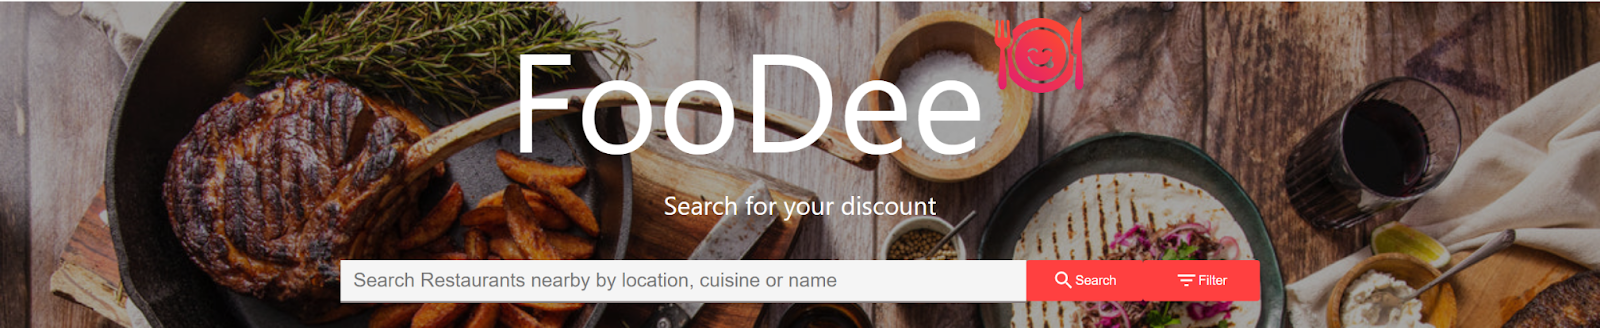 FooDee
Search for your discount
Search Restaurants nearby by location, cuisine or name
Search
Filter